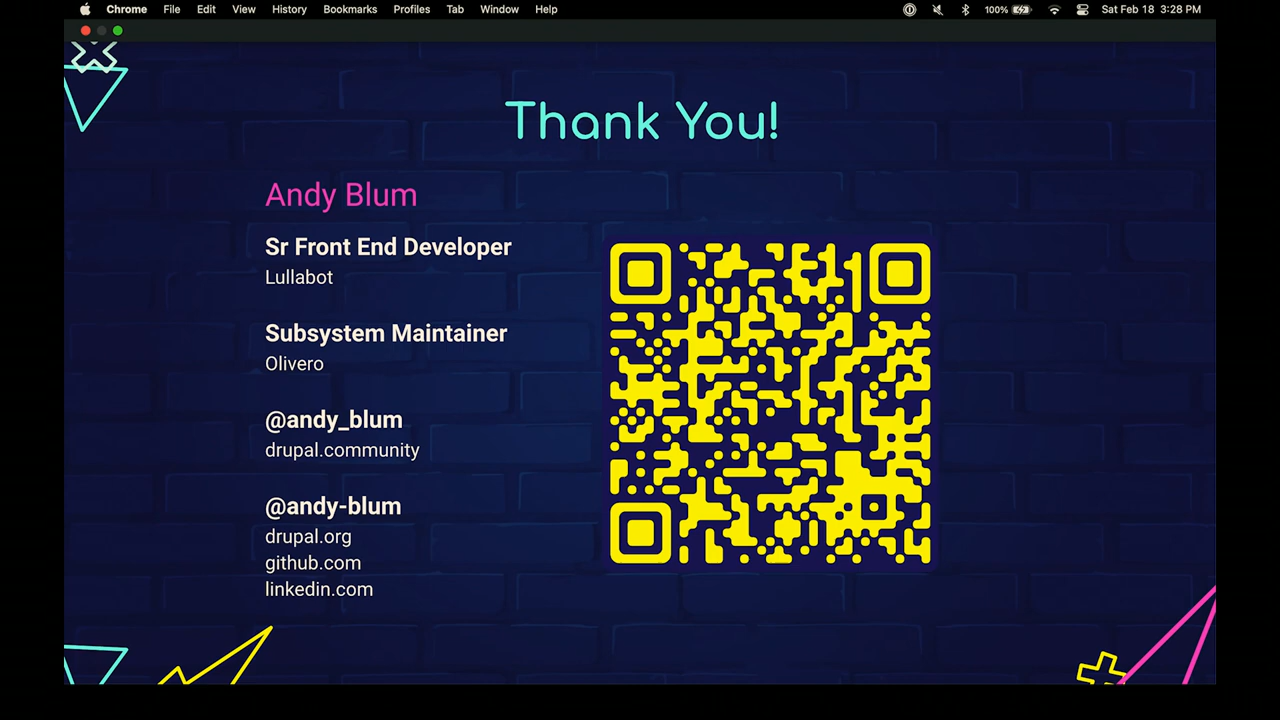 Chrome File Edit View History Bookmarks Profiles Tab Window Help 100% Sat Feb 18 3:28 PM
Thank You!
Andy Blum
Sr Front End Developer
Lullabot
Subsystem Maintainer
Olivero
@andy_blum
drupal.community
@andy-blum
drupal.org
github.com
linkedin.com